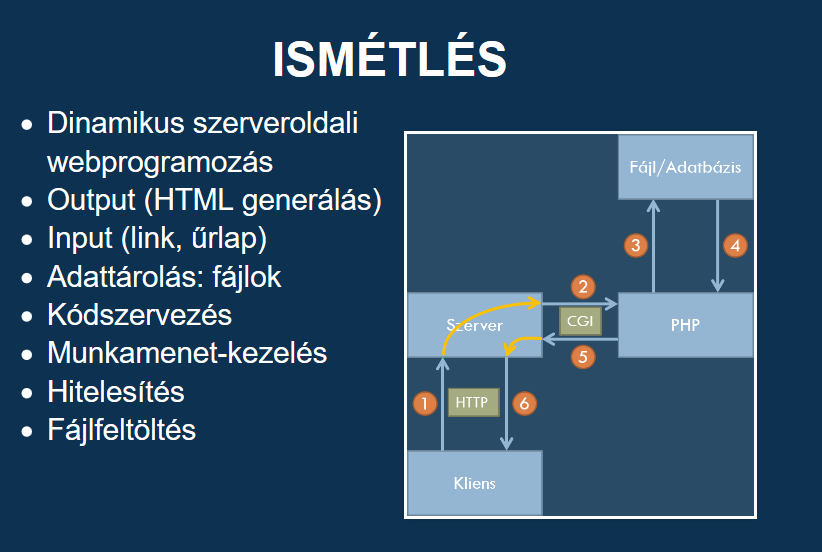 ISMÉTLÉS
• Dinamikus szerveroldali
webprogramozás
• Output (HTML generálás)
• Input (link, űrlap)
• Adattárolás: fájlok
• Kódszervezés
• Munkamenet-kezelés
• Hitelesítés
• Fájlfeltöltés
Fájl/Adatbázis
3
4
2
Szerver
CGI
PHP
5
1
HTTP
6
Kliens